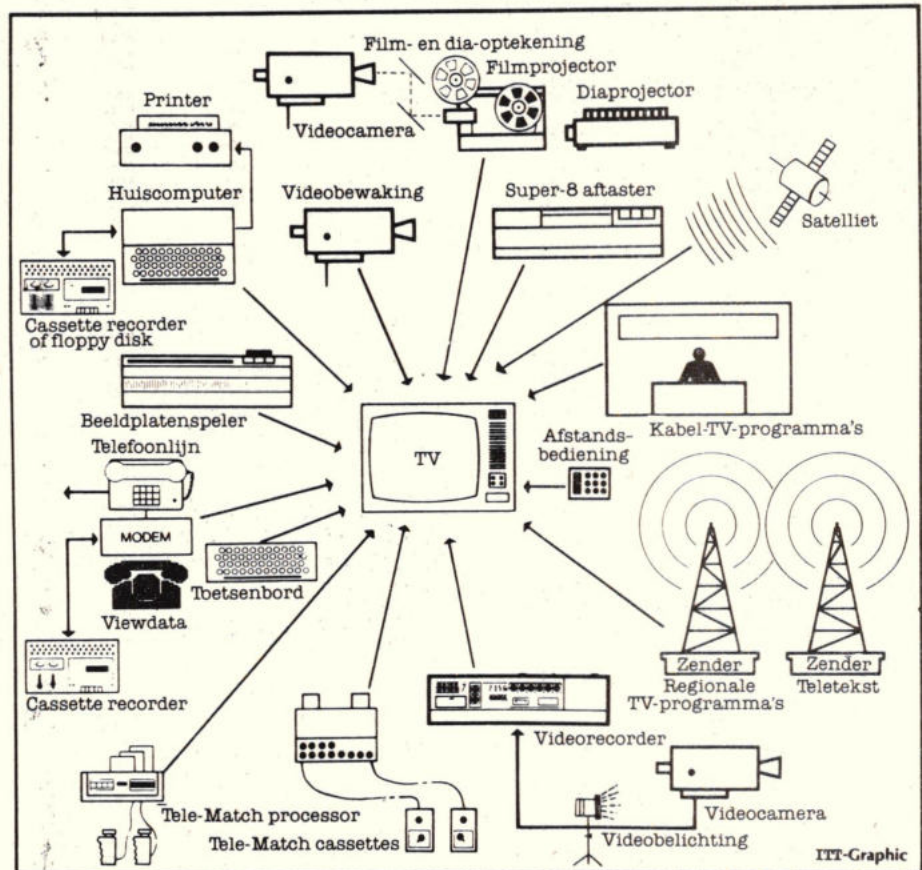 Film- en dia-optekening
Filmprojector
Diaprojector
Printer
Videocamera
Huiscomputer
Videobewaking
Super-8 aftaster
Satelliet
Cassette recorder
of floppy disk
Beeldplatenspeler
Kabel-TV-programma's
Telefoonlijn
TV
Afstands-
bediening
MODEM
Toetsenbord
Viewdata
Zender
Regionale
TV-programma's
Zender
Teletekst
Cassette recorder
Videorecorder
Tele-Match processor
Tele-Match cassettes
Videocamera
Videobelichting
ITT-Graphic